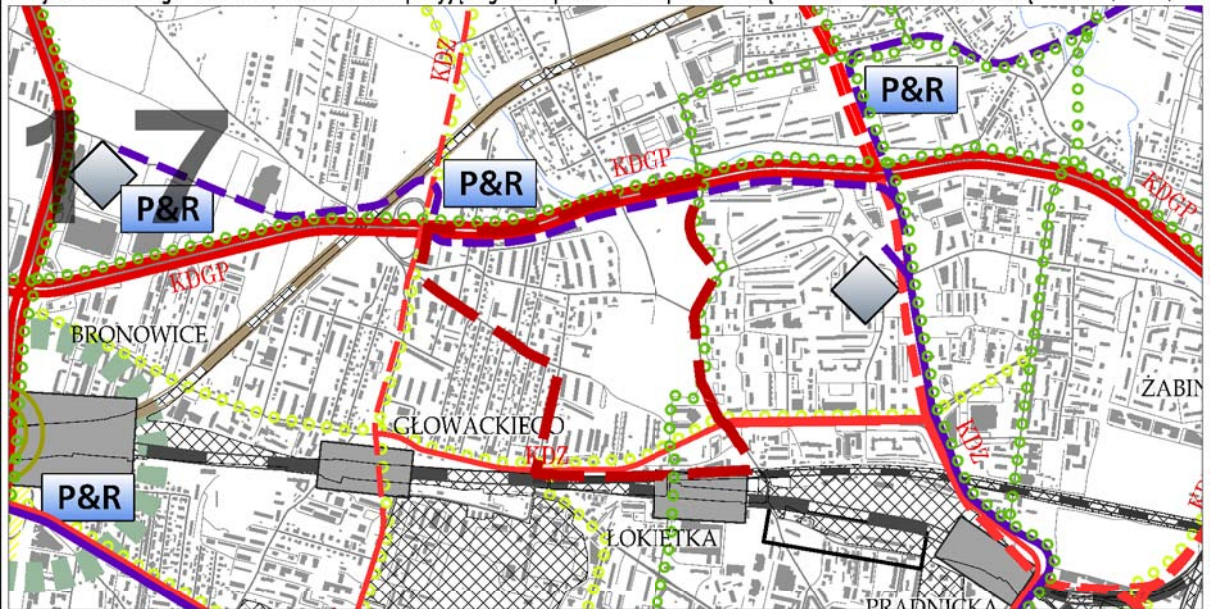 KDZ
P&R
17
P&R
KDGP
P&R
KDGP
KDGP
BRONOWICE
ŻABIN
GŁOWACKIEGO
KDZ
KDZ
P&R
ŁOKIETKA
PRĄDNICKA